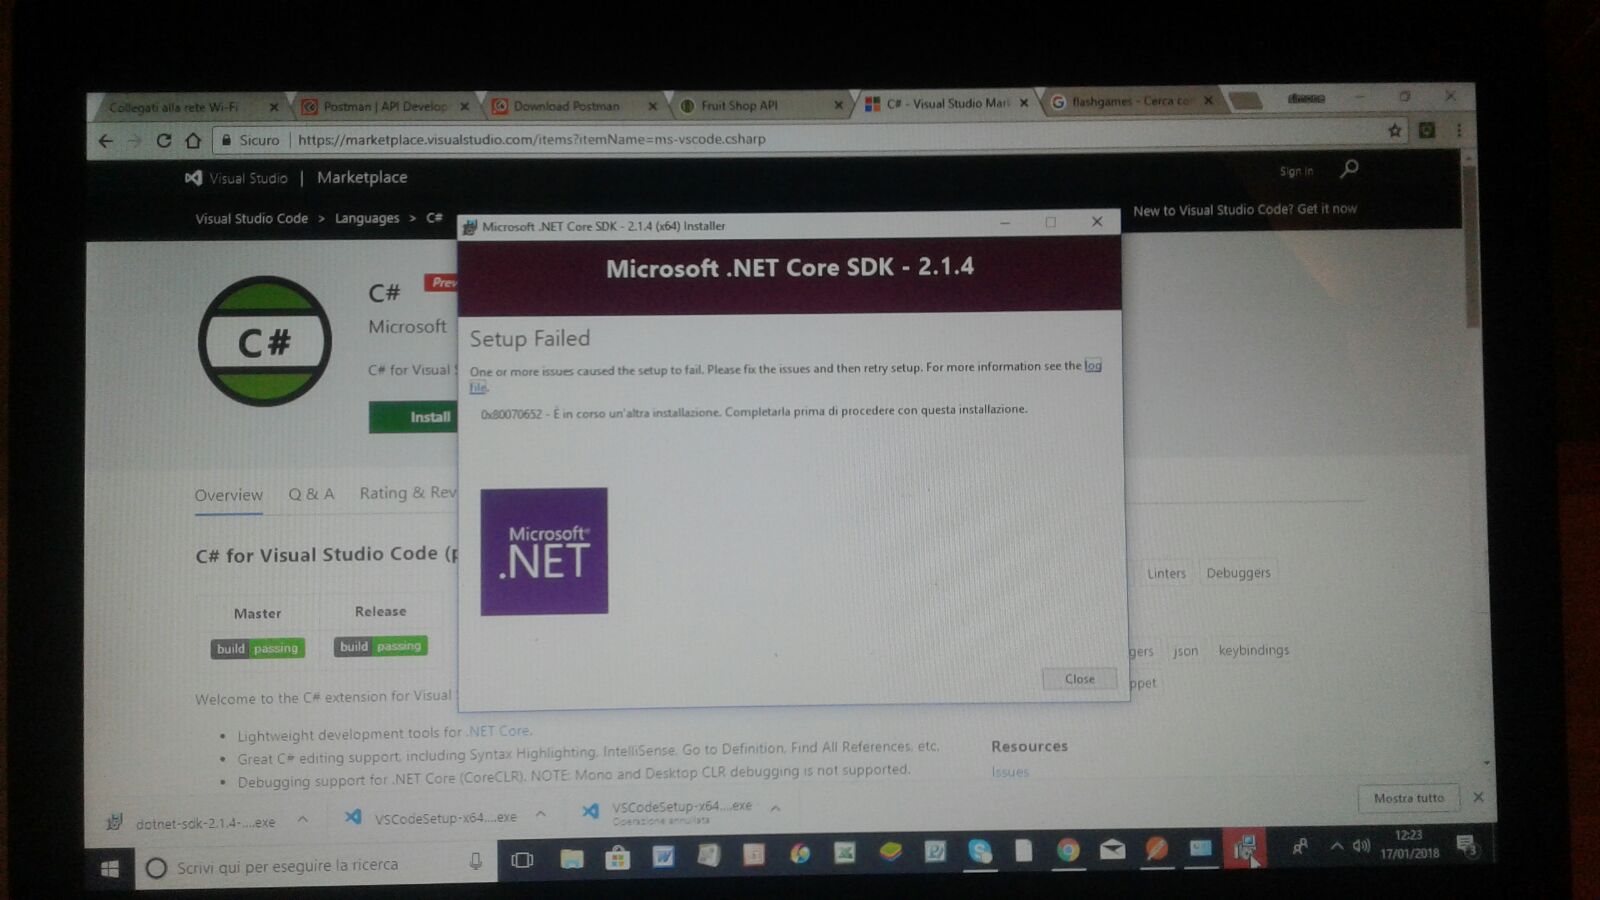 Collegati alla rete Wi-Fi
Postman | API Develop
Download Postman
Fruit Shop API
C# - Visual Studio Mark
flashgames - Cerca co
Sicuro
https://marketplace.visualstudio.com/items?itemName=ms-vscode.csharp
Visual Studio | Marketplace
Sign in
Visual Studio Code > Languages > C#
New to Visual Studio Code? Get it now
C#
C#
Prev
Microsoft
C# for Visual S
Install
Microsoft .NET Core SDK - 2.1.4 (x64) Installer
Microsoft .NET Core SDK - 2.1.4
Setup Failed
One or more issues caused the setup to fail. Please fix the issues and then retry setup. For more information see the log
file.
0x80070652 - È in corso un'altra installazione. Completarla prima di procedere con questa installazione.
Microsoft®
.NET
Close
Overview
Q & A
Rating & Rev
C# for Visual Studio Code (p
Master
Release
build passing
build passing
Linters
Debuggers
gers
json
keybindings
ppet
Welcome to the C# extension for Visual
• Lightweight development tools for .NET Core.
• Great C# editing support, including Syntax Highlighting, IntelliSense, Go to Definition, Find All References, etc.
• Debugging support for .NET Core (CoreCLR). NOTE: Mono and Desktop CLR debugging is not supported.
Resources
Issues
dotnet-sdk-2.1.4-....exe
VSCodeSetup-x64....exe
VSCodeSetup-x64....exe
Operazione annullata
Mostra tutto
Scrivi qui per eseguire la ricerca
12:23
17/01/2018
3